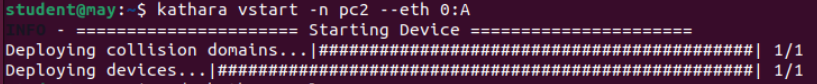 student@may:~$ kathara vstart -n pc2 --eth 0:A
INFO - ====================== Starting Device ======================
Deploying collision domains...|###########################################| 1/1
Deploying devices...|#####################################################| 1/1